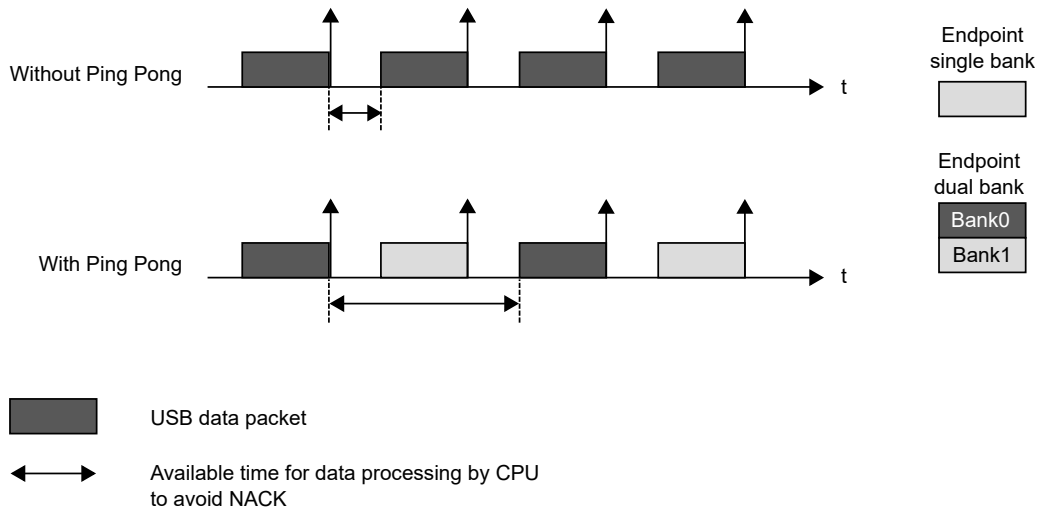 Without Ping Pong
t
Endpoint
single bank
Endpoint
dual bank
Bank0
Bank1
With Ping Pong
t
USB data packet
Available time for data processing by CPU
to avoid NACK